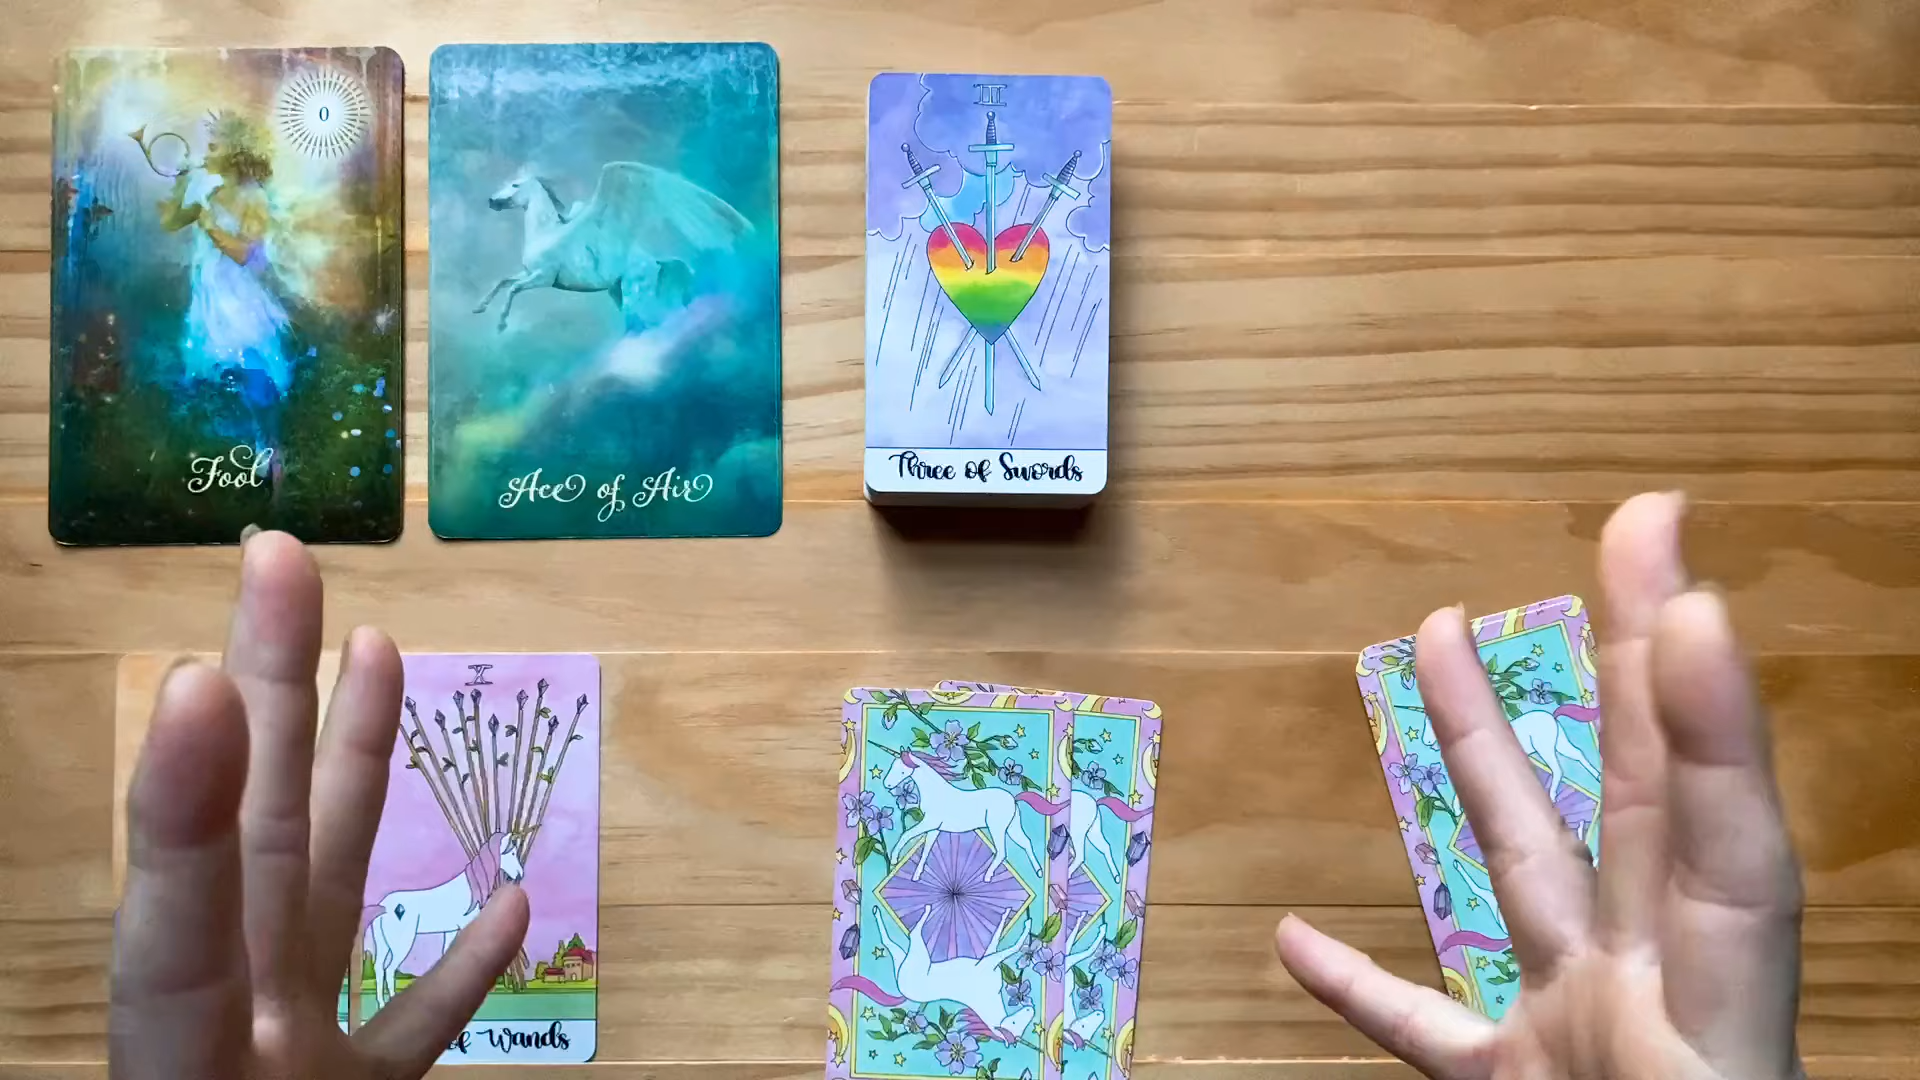 0
Fool
Ace of Air
III
Three of Swords
X
of Wands